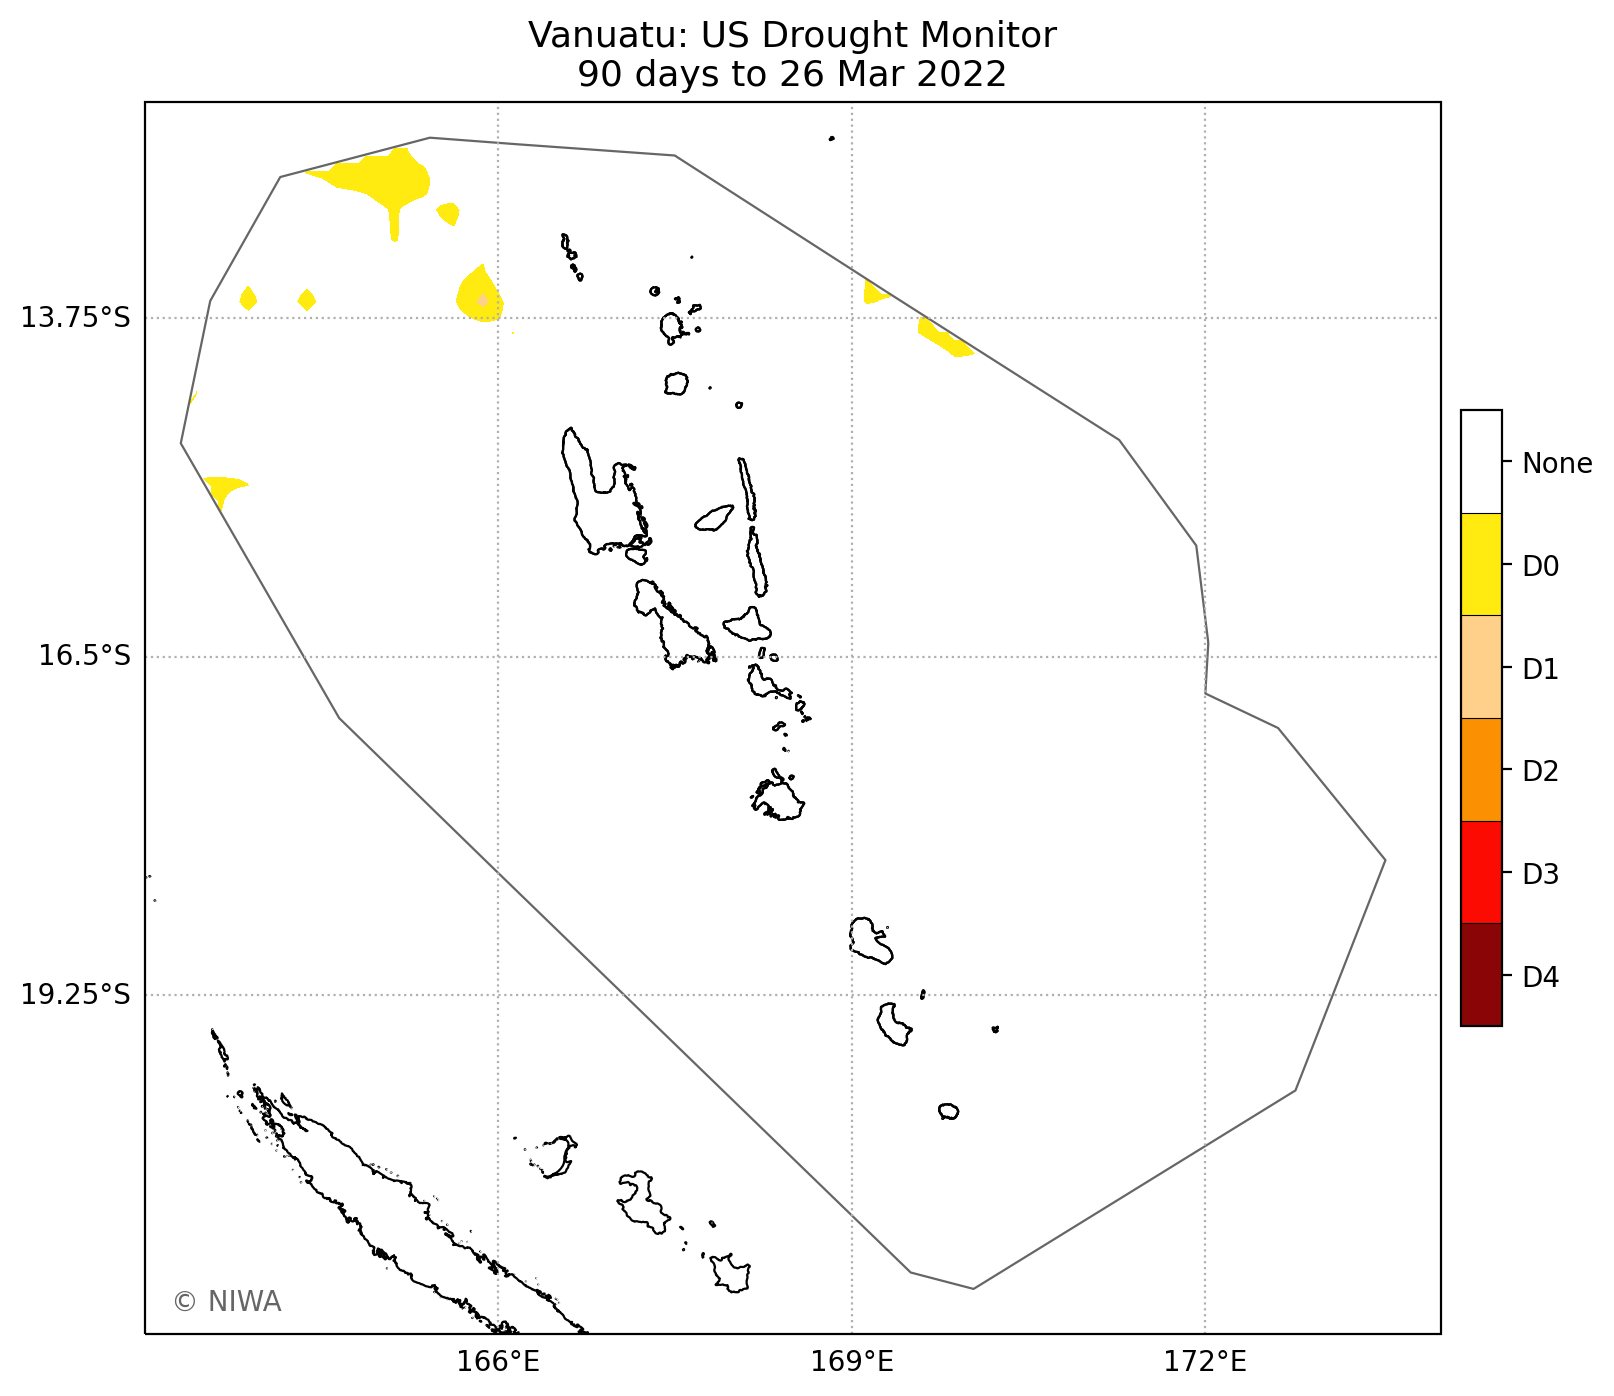 Vanuatu: US Drought Monitor
90 days to 26 Mar 2022
13.75°S
16.5°S
19.25°S
166°E
169°E
172°E
None
D0
D1
D2
D3
D4
© NIWA